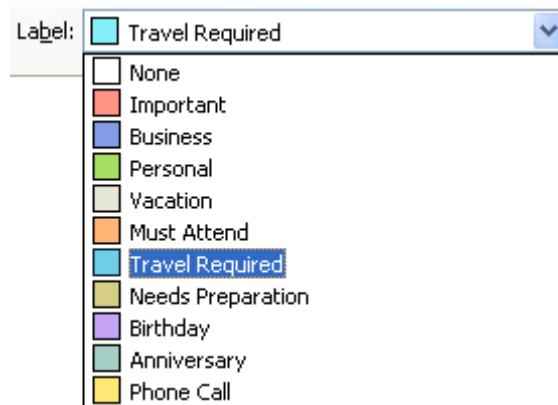 Label: Travel Required
None
Important
Business
Personal
Vacation
Must Attend
Travel Required
Needs Preparation
Birthday
Anniversary
Phone Call